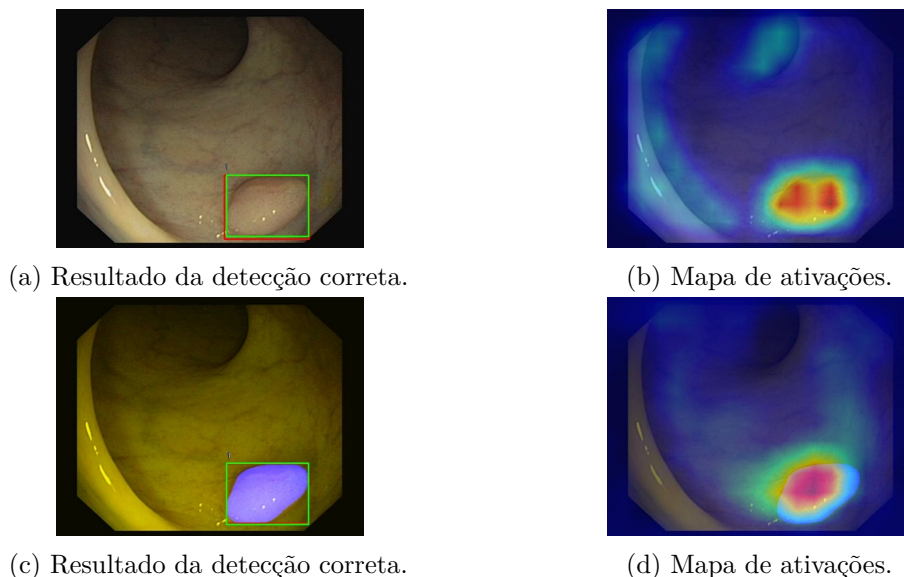 (a) Resultado da detecção correta.
(b) Mapa de ativações.
(c) Resultado da detecção correta.
(d) Mapa de ativações.